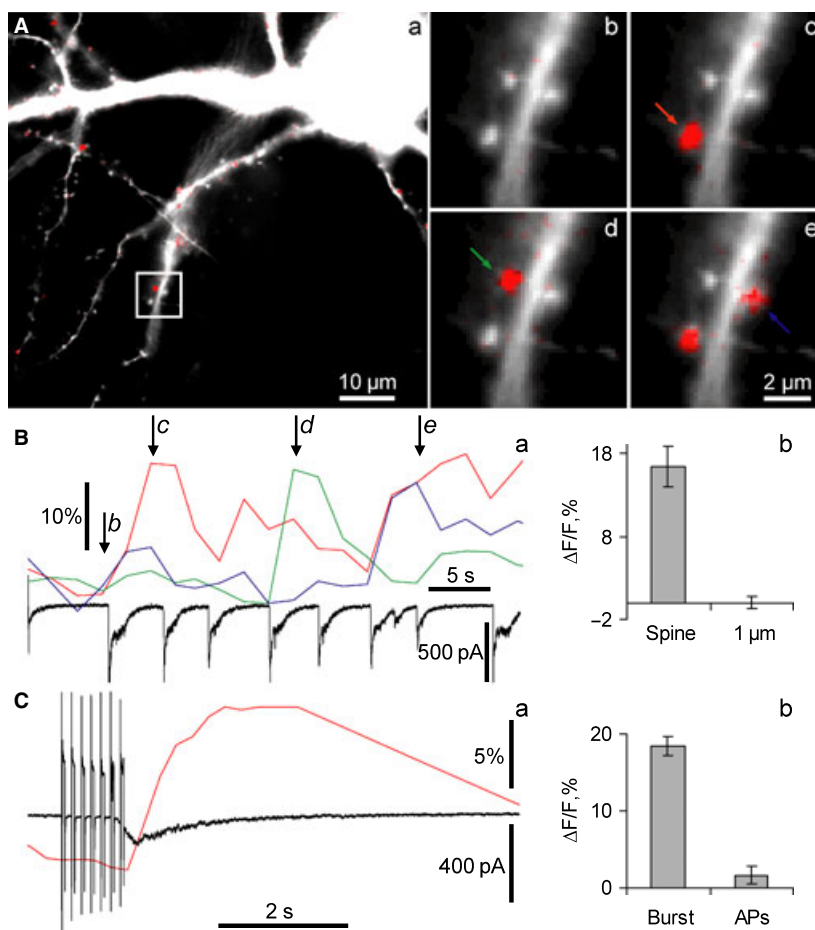 A
a
b
c
d
e
10 µm
2 µm
B
a
c
d
e
b
10%
5 s
500 pA
b
ΔF/F, %
18
8
−2
Spine
1 µm
C
a
5%
400 pA
2 s
b
ΔF/F, %
20
10
0
Burst
APs